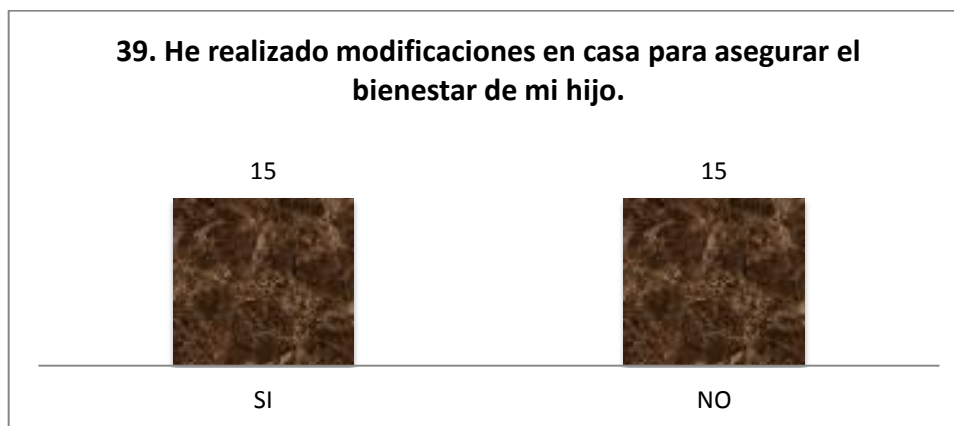 39. He realizado modificaciones en casa para asegurar el
bienestar de mi hijo.
15 15
SI NO